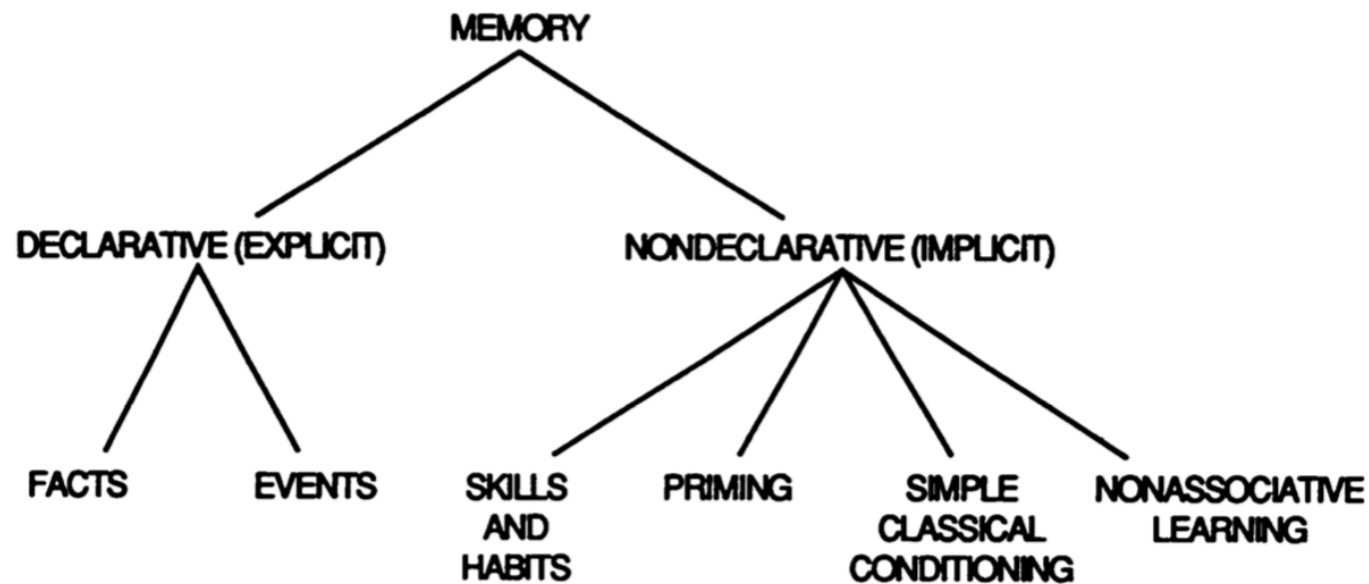 MEMORY
DECLARATIVE (EXPLICIT)
NONDECLARATIVE (IMPLICIT)
FACTS
EVENTS
SKILLS
AND
HABITS
PRIMING
SIMPLE
CLASSICAL
CONDITIONING
NONASSOCIATIVE
LEARNING